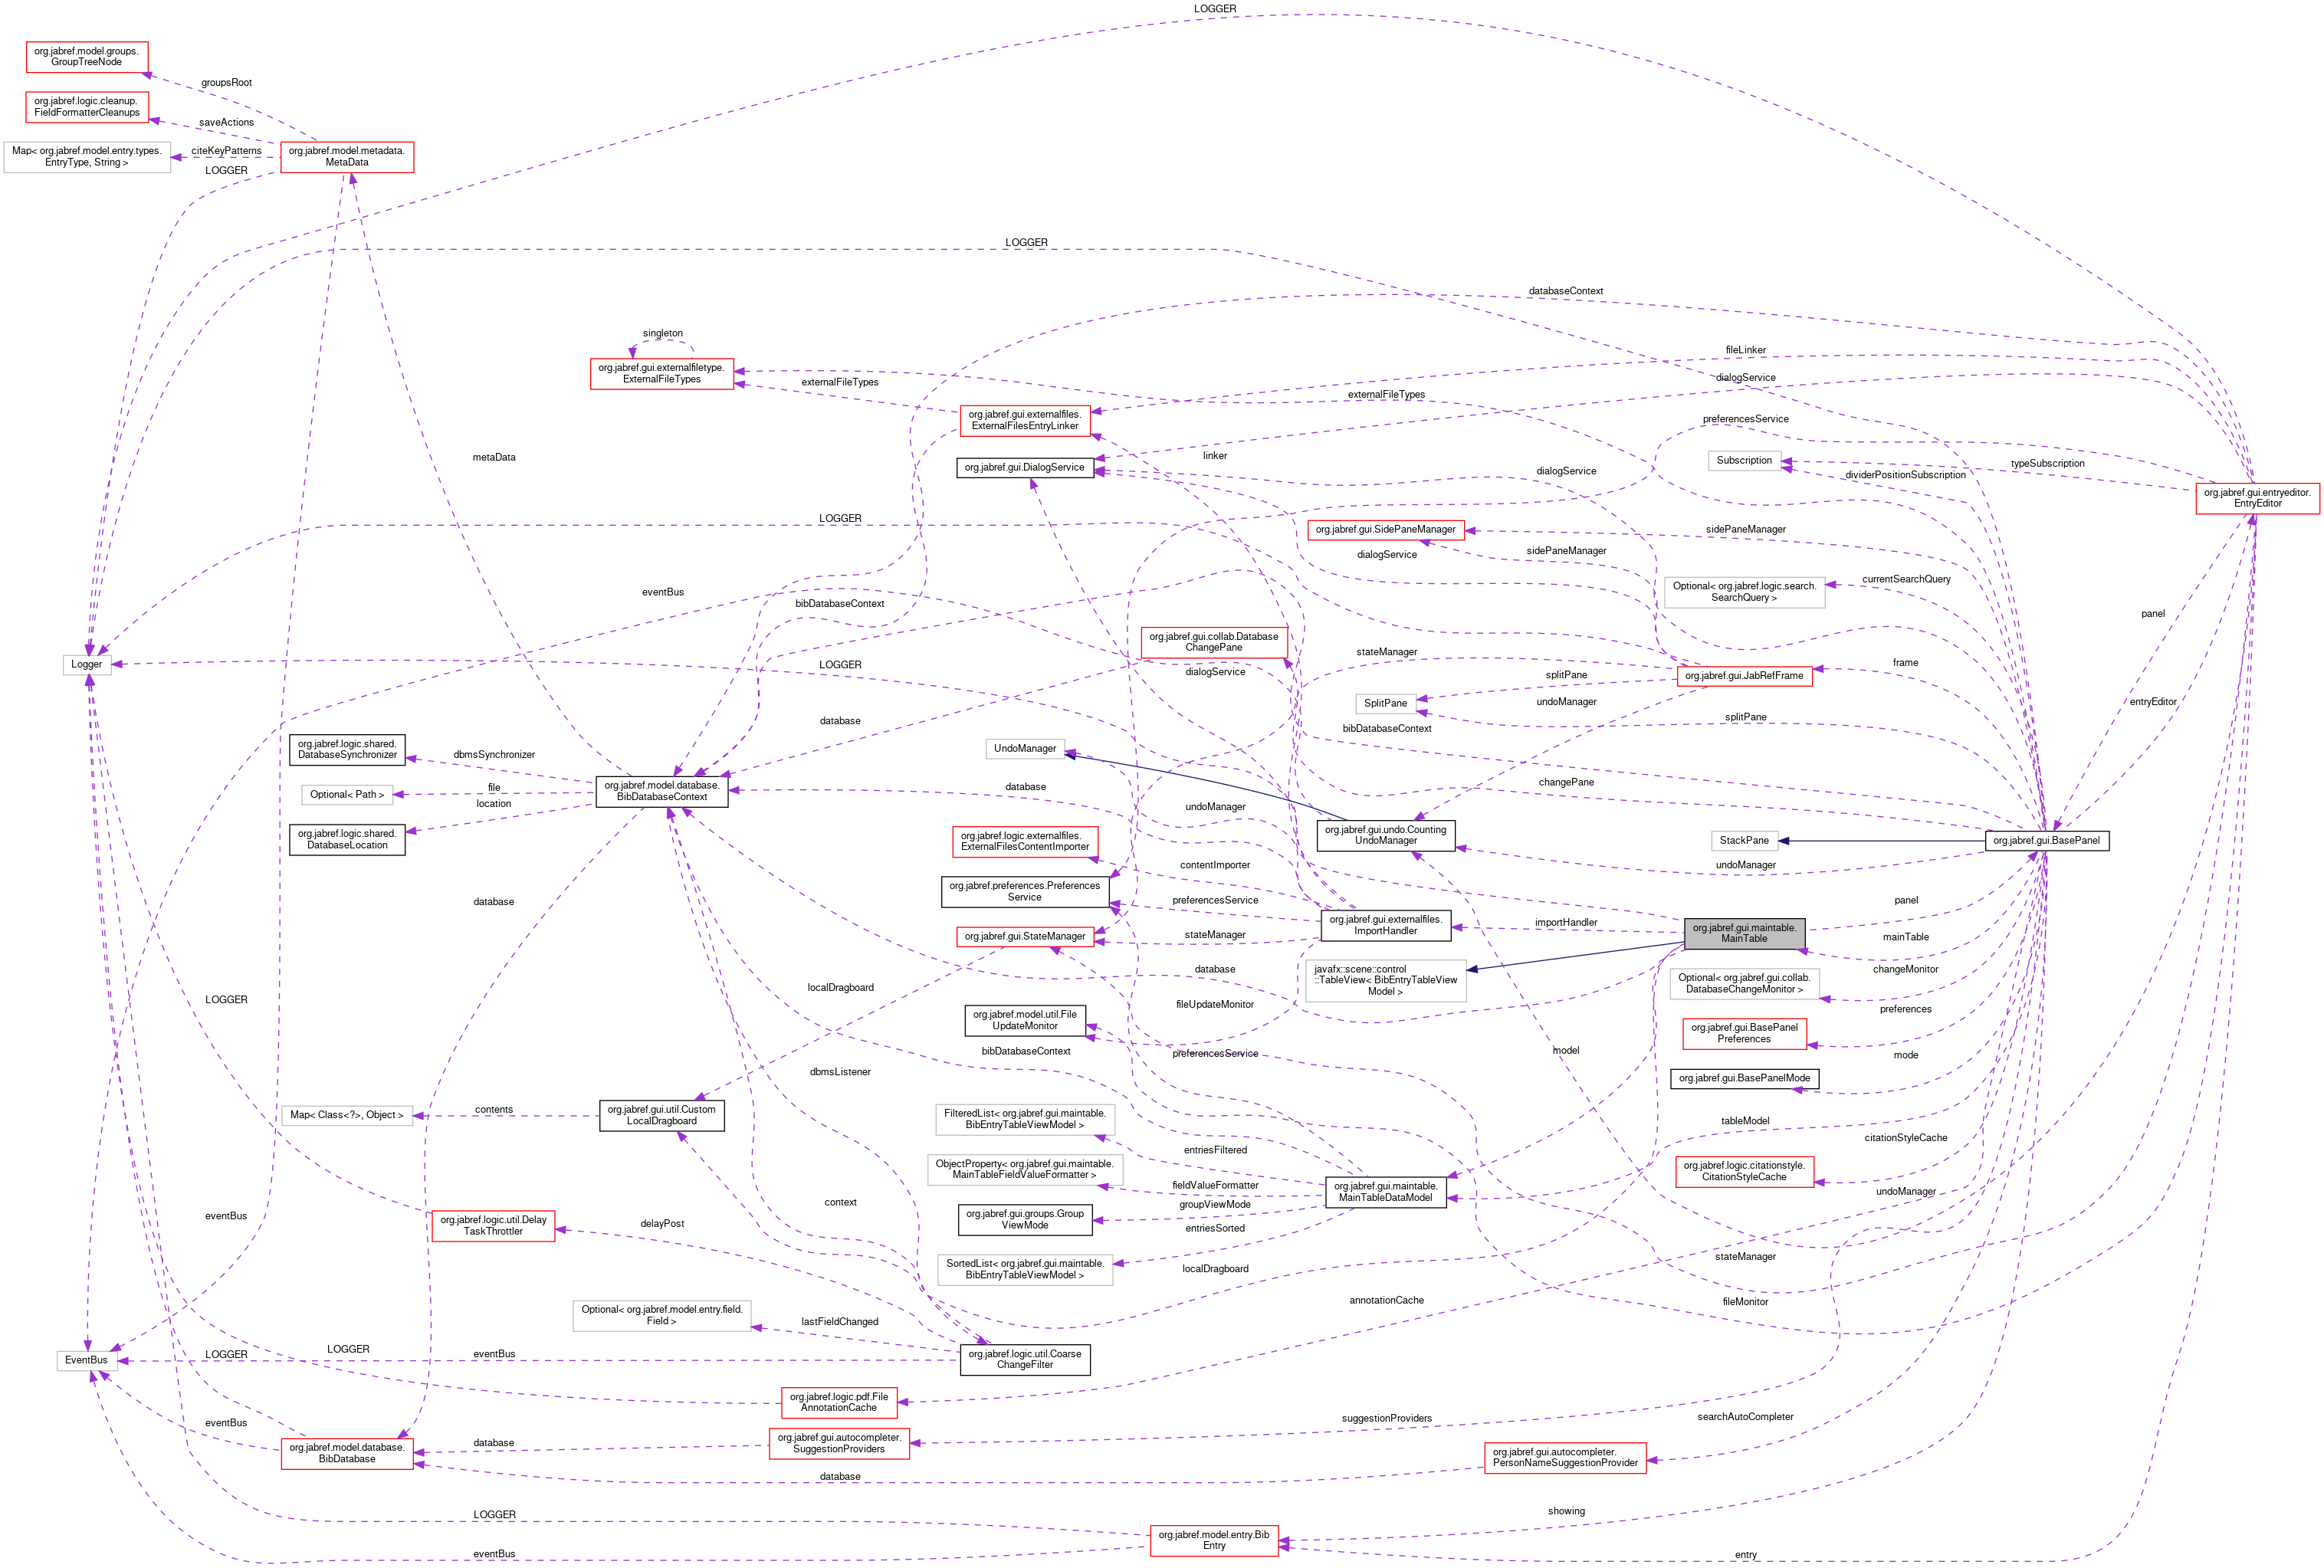 LOGGER
org.jabref.model.groups.
GroupTreeNode
groupsRoot
org.jabref.logic.cleanup.
FieldFormatterCleanups
saveActions
Map< org.jabref.model.entry.types.
EntryType, String >
citeKeyPatterns
org.jabref.model.metadata.
MetaData
LOGGER
LOGGER
databaseContext
singleton
org.jabref.gui.externalfiletype.
ExternalFileTypes
externalFileTypes
fileLinker
dialogService
externalFileTypes
org.jabref.gui.externalfiles.
ExternalFilesEntryLinker
preferencesService
metaData
linker
org.jabref.gui.DialogService
dialogService
Subscription
typeSubscription
dividerPositionSubscription
org.jabref.gui.entryeditor.
EntryEditor
LOGGER
org.jabref.gui.SidePaneManager
sidePaneManager
dialogService
sidePaneManager
Optional< org.jabref.logic.search.
SearchQuery >
currentSearchQuery
eventBus
bibDatabaseContext
panel
org.jabref.gui.collab.Database
ChangePane
Logger
LOGGER
dialogService
stateManager
org.jabref.gui.JabRefFrame
frame
splitPane
SplitPane
undoManager
entryEditor
database
splitPane
bibDatabaseContext
org.jabref.logic.shared.
DatabaseSynchronizer
dbmsSynchronizer
UndoManager
org.jabref.model.database.
BibDatabaseContext
file
Optional< Path >
location
database
changePane
undoManager
org.jabref.logic.shared.
DatabaseLocation
org.jabref.logic.externalfiles.
ExternalFilesContentImporter
org.jabref.gui.undo.Counting
UndoManager
StackPane
org.jabref.gui.BasePanel
contentImporter
undoManager
org.jabref.preferences.Preferences
Service
preferencesService
database
panel
org.jabref.gui.externalfiles.
ImportHandler
importHandler
org.jabref.gui.maintable.
MainTable
org.jabref.gui.StateManager
stateManager
mainTable
database
javafx::scene::control
::TableView< BibEntryTableView
Model >
changeMonitor
Optional< org.jabref.gui.collab.
DatabaseChangeMonitor >
localDragboard
LOGGER
fileUpdateMonitor
org.jabref.model.util.File
UpdateMonitor
preferences
org.jabref.gui.BasePanel
Preferences
bibDatabaseContext
preferencesService
model
mode
dbmsListener
org.jabref.gui.BasePanelMode
Map< Class<?>, Object >
contents
org.jabref.gui.util.Custom
LocalDragboard
FilteredList< org.jabref.gui.maintable.
BibEntryTableViewModel >
tableModel
citationStyleCache
entriesFiltered
ObjectProperty< org.jabref.gui.maintable.
MainTableFieldValueFormatter >
fieldValueFormatter
org.jabref.gui.maintable.
MainTableDataModel
org.jabref.logic.citationstyle.
CitationStyleCache
undoManager
context
groupViewMode
org.jabref.gui.groups.Group
ViewMode
eventBus
org.jabref.logic.util.Delay
TaskThrottler
delayPost
entriesSorted
stateManager
SortedList< org.jabref.gui.maintable.
BibEntryTableViewModel >
localDragboard
annotationCache
fileMonitor
Optional< org.jabref.model.entry.field.
Field >
lastFieldChanged
EventBus
LOGGER
LOGGER
eventBus
org.jabref.logic.util.Coarse
ChangeFilter
org.jabref.logic.pdf.File
AnnotationCache
suggestionProviders
searchAutoCompleter
eventBus
org.jabref.model.database.
BibDatabase
database
org.jabref.gui.autocompleter.
SuggestionProviders
org.jabref.gui.autocompleter.
PersonNameSuggestionProvider
database
LOGGER
showing
org.jabref.model.entry.Bib
Entry
eventBus
entry